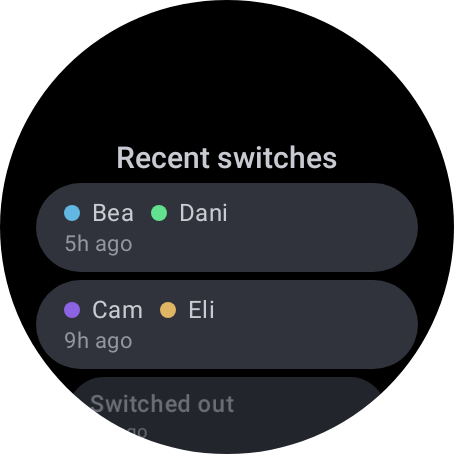 Recent switches
Bea Dani
5h ago
Cam Eli
9h ago
Switched out